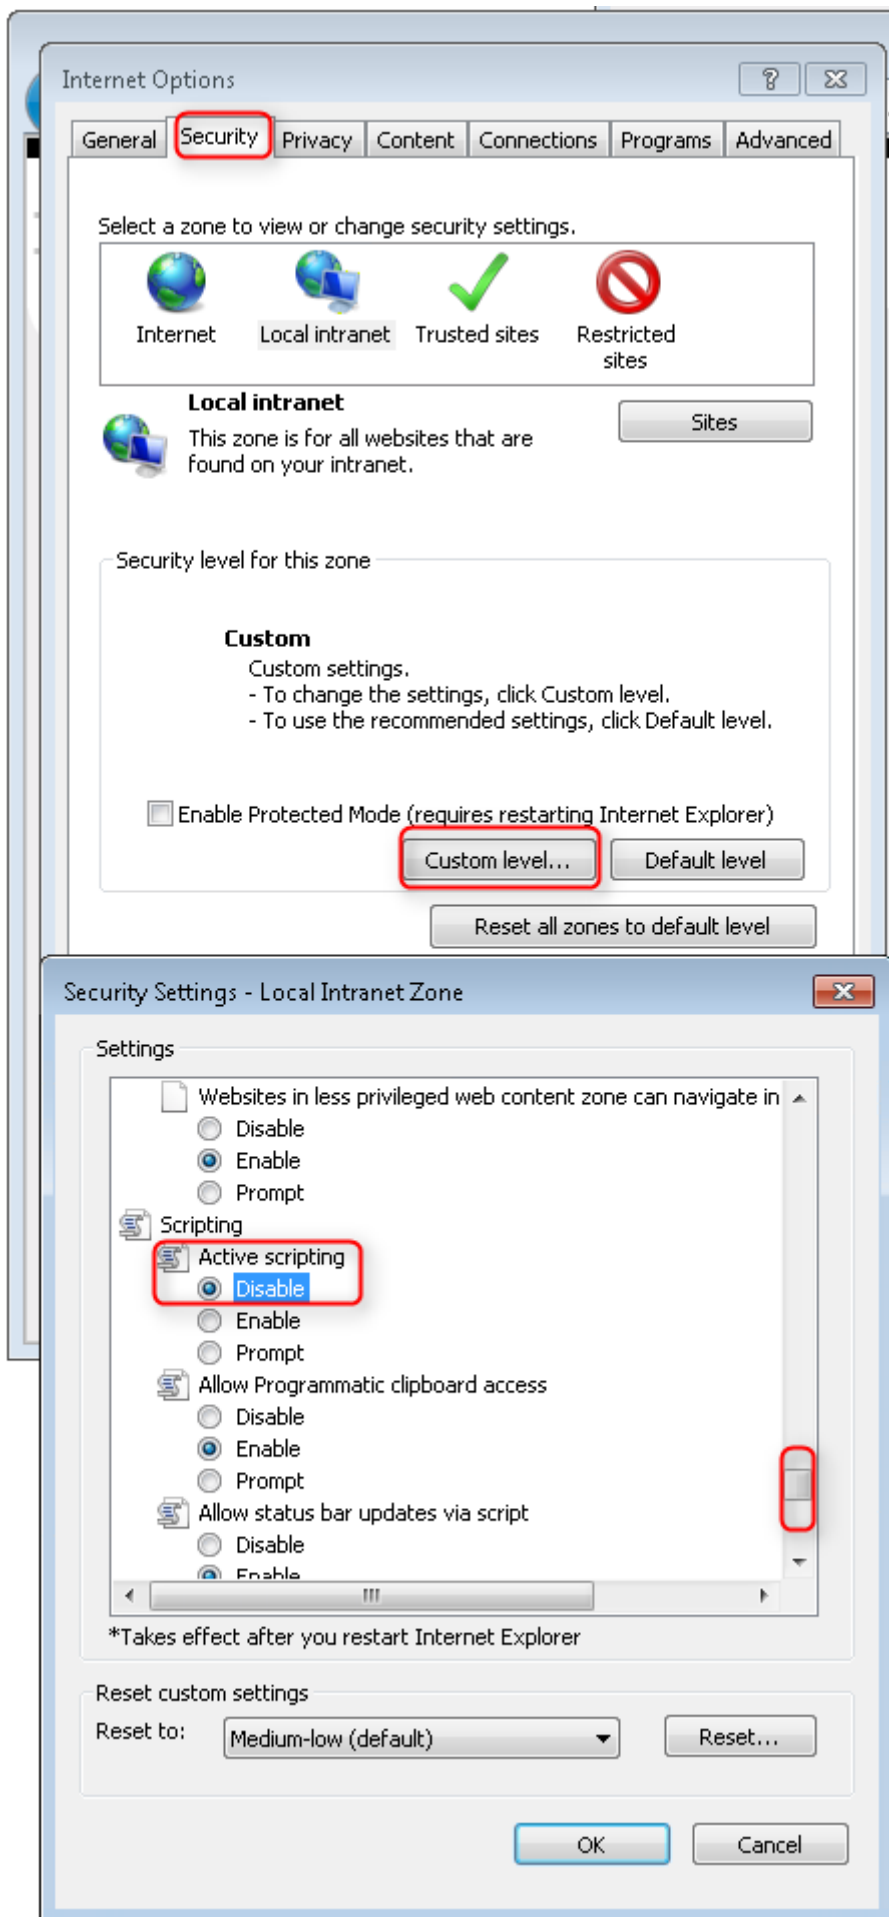 Internet Options
General Security Privacy Content Connections Programs Advanced
Select a zone to view or change security settings.
Internet Local intranet Trusted sites Restricted sites
Local intranet
Sites
This zone is for all websites that are
found on your intranet.
Security level for this zone
Custom
Custom settings.
- To change the settings, click Custom level.
- To use the recommended settings, click Default level.
Enable Protected Mode (requires restarting Internet Explorer)
Custom level... Default level
Reset all zones to default level
Security Settings - Local Intranet Zone
Settings
Websites in less privileged web content zone can navigate in
Disable
Enable
Prompt
Scripting
Active scripting
Disable
Enable
Prompt
Allow Programmatic clipboard access
Disable
Enable
Prompt
Allow status bar updates via script
Disable
Enable
*Takes effect after you restart Internet Explorer
Reset custom settings
Reset to: Medium-low (default) Reset...
OK Cancel